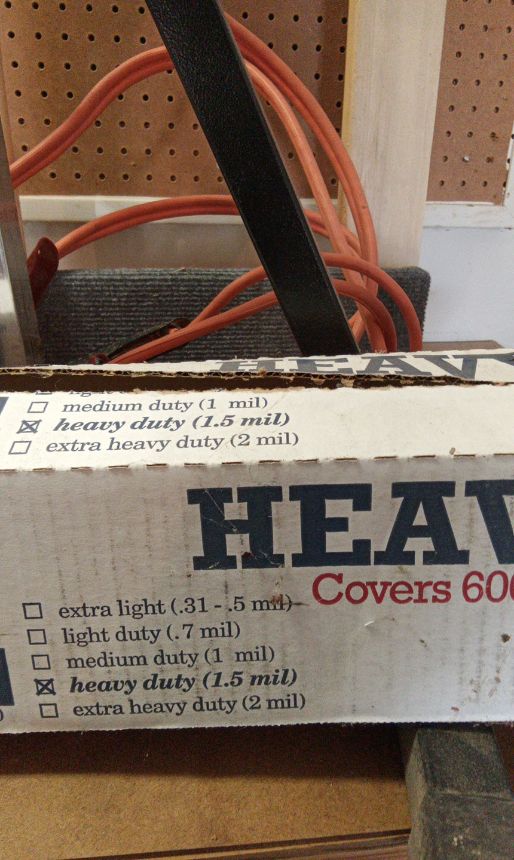 HEAV
medium duty (1 mil)
heavy duty (1.5 mil)
extra heavy duty (2 mil)
HEAV
Covers 600
extra light (.31 - .5 mil)
light duty (.7 mil)
medium duty (1 mil)
heavy duty (1.5 mil)
extra heavy duty (2 mil)